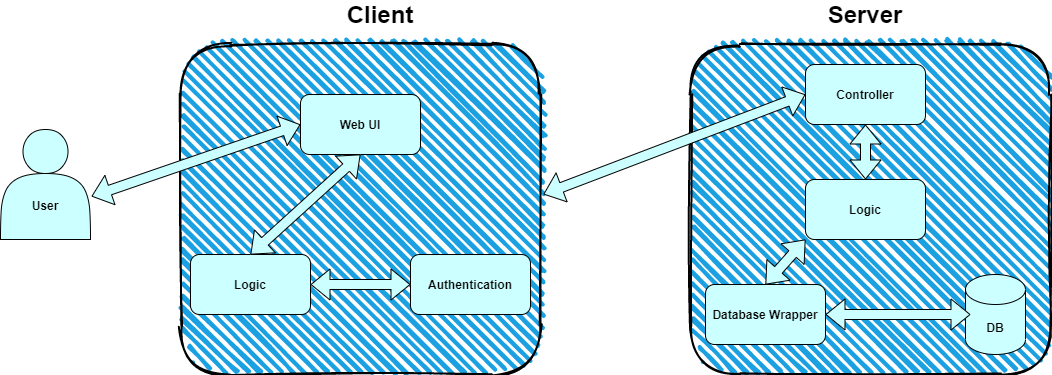 Client
Server
Web UI
Controller
User
Logic
Logic
Authentication
Database Wrapper
DB